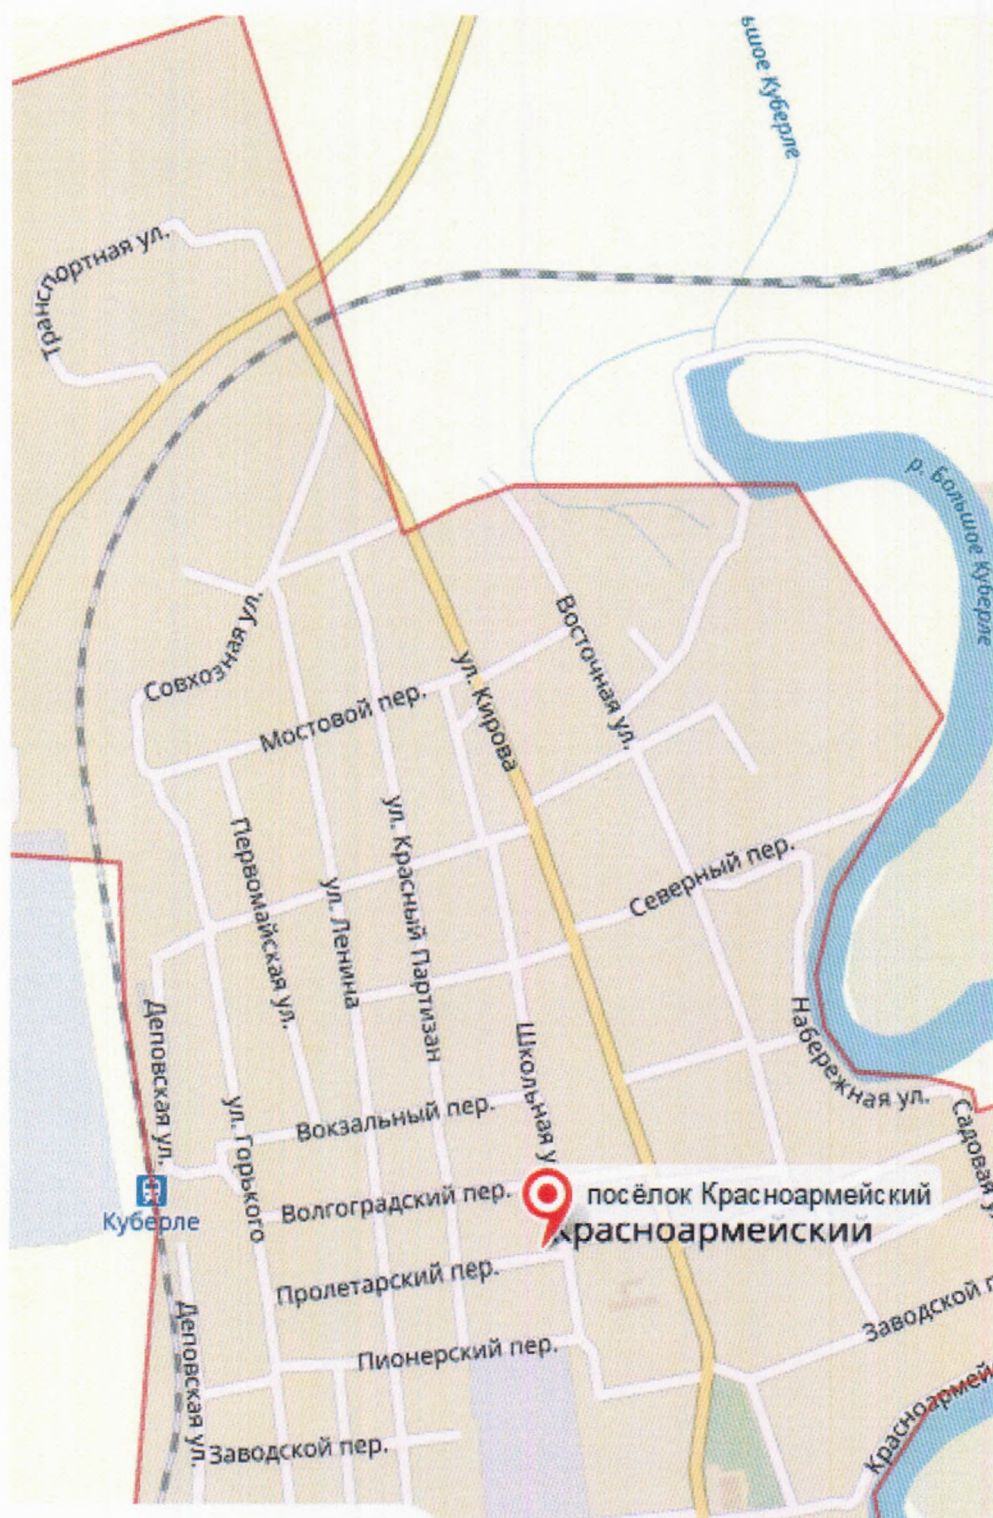 ьшое Куберле
Транспортная ул.
р. Большое Куберле
Совхозная ул.
Восточная ул.
Мостовой пер.
ул. Кирова
Первомайская ул.
ул. Ленина
ул. Красный Партизан
Северный пер.
Деповская ул.
Школьная у
Набережная ул.
ул. Горького
Вокзальный пер.
Садовая у
Куберле
Волгоградский пер.
посёлок Красноармейский
Красноармейский
Пролетарский пер.
Деповская ул.
Пионерский пер.
Заводской п
Заводской пер.
Красноармей